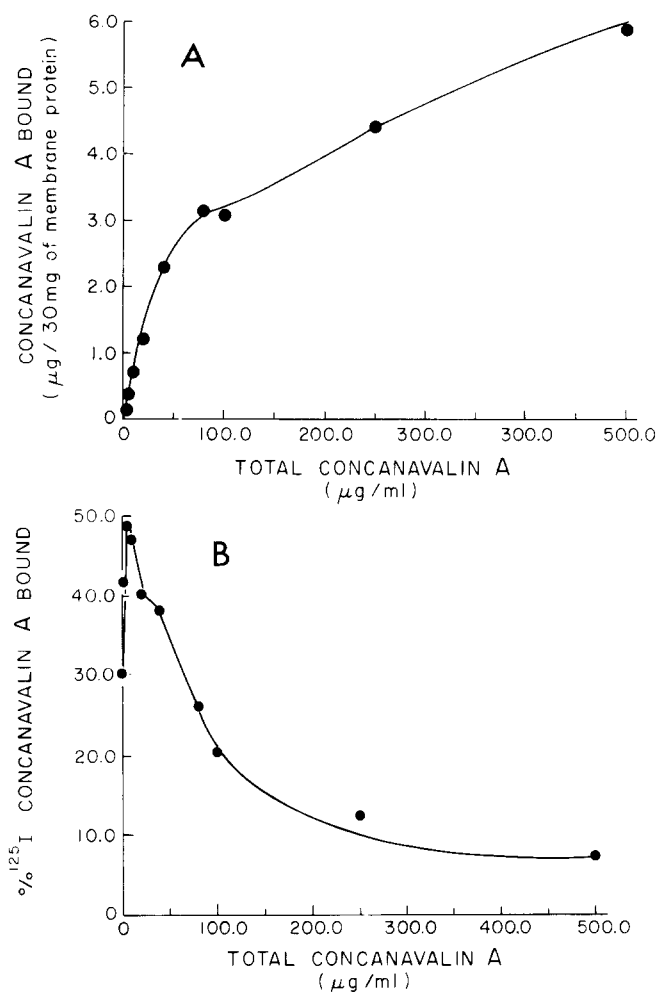 A
6.0
5.0
4.0
3.0
2.0
1.0
0
CONCANAVALIN A BOUND
(μg/30mg of membrane protein)
0 100.0 200.0 300.0 300.0 500.0
TOTAL CONCANAVALIN A
(μg/ml)
B
50.0
40.0
30.0
20.0
10.0
0
%¹²⁵I CONCANAVALIN A BOUND
0 100.0 200.0 300.0 400.0 500.0
TOTAL CONCANAVALIN A
(μg/ml)